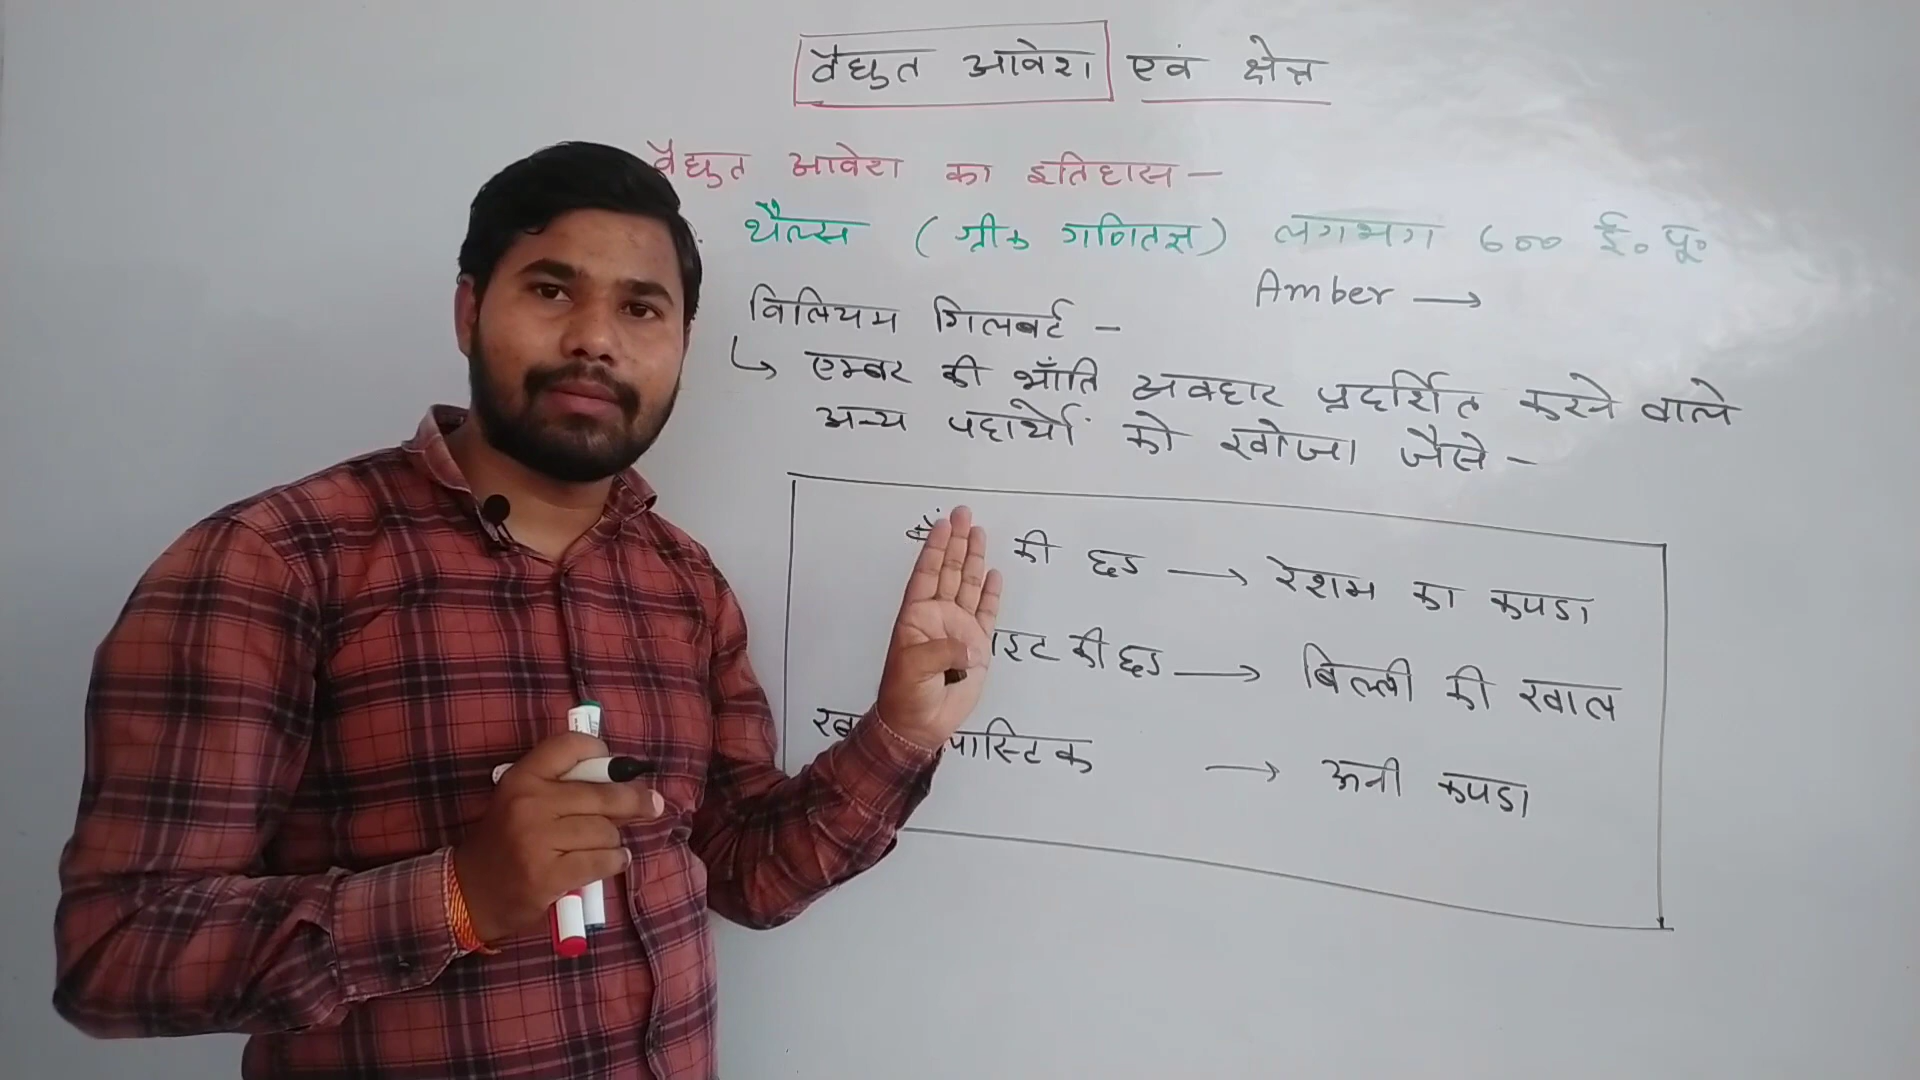 वैद्युत आवेश एवं क्षेत्र
वैद्युत आवेश का इतिहास —
थैल्स ( ग्रीक गणितज्ञ ) लगभग 600 ई० पू०
Amber →
विलियम गिलबर्ट —
↳ एम्बर की भाँति व्यवहार प्रदर्शित करने वाले
अन्य पदार्थों को खोजा जैसे —
की छड → रेशम का कपडा
की छड → बिल्ली की खाल
→ ऊनी कपडा